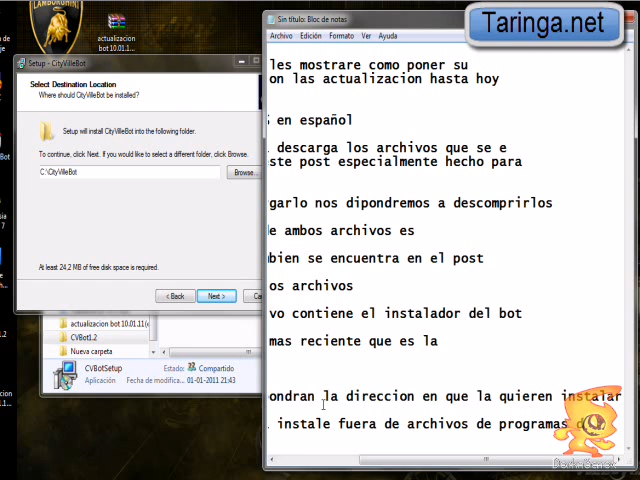 LAMBORGHINI
actualizacion
bot 10.01.1...
Setup - CityVilleBot
Select Destination Location
Where should CityVilleBot be installed?
Setup will install CityVilleBot into the following folder.
To continue, click Next. If you would like to select a different folder, click Browse.
C:\CityVilleBot
Browse...
At least 24,2 MB of free disk space is required.
< Back
Next >
Ca
actualizacion bot 10.01.11(
CVBot1.2
Nueva carpeta
CVBotSetup
Estado:
Compartido
Aplicación
Fecha de modifica...
01-01-2011 21:43
Sin título: Bloc de notas
Archivo Edición Formato Ver Ayuda
Taringa.net
les mostrare como poner su
on las actualizacion hasta hoy
en español
descarga los archivos que se e
ste post especialmente hecho para
garlo nos dipondremos a descomprirlos
e ambos archivos es
bien se encuentra en el post
os archivos
vo contiene el instalador del bot
mas reciente que es la
ondran la direccion en que la quieren instalar
instale fuera de archivos de programas d